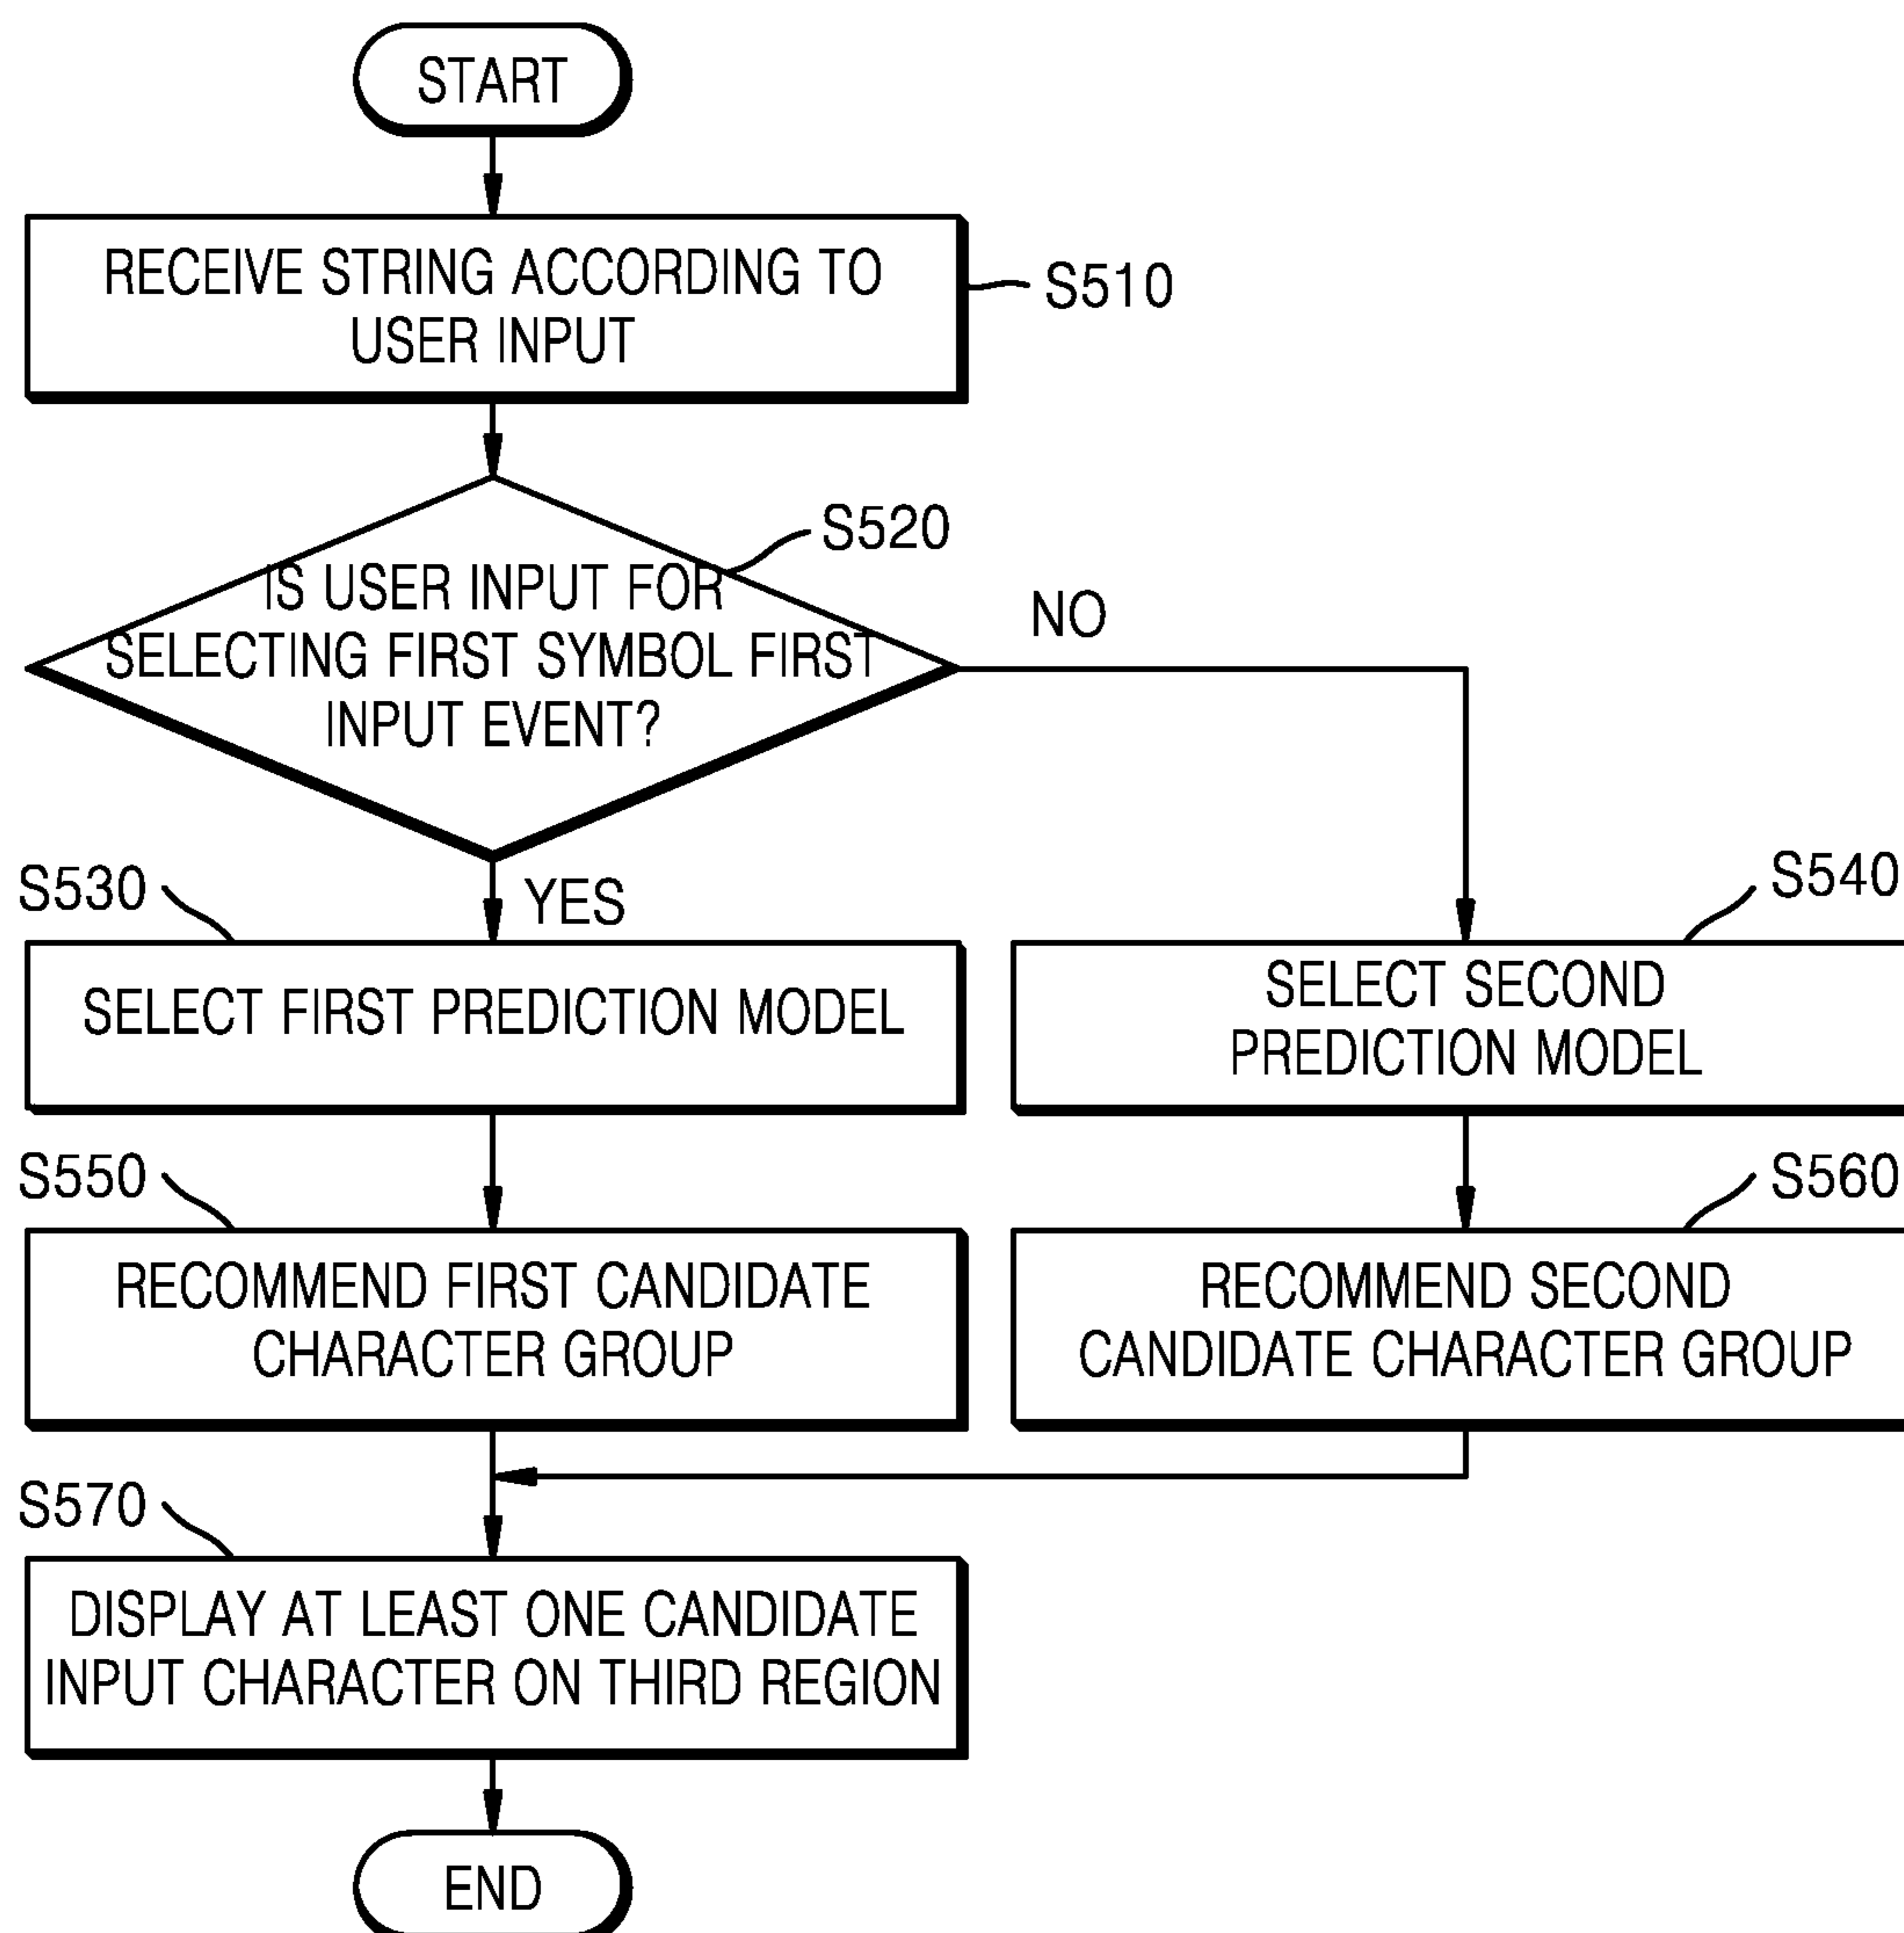 START
RECEIVE STRING ACCORDING TO
USER INPUT
S510
S520
IS USER INPUT FOR
SELECTING FIRST SYMBOL FIRST
INPUT EVENT?
NO
YES
S530
SELECT FIRST PREDICTION MODEL
S540
SELECT SECOND
PREDICTION MODEL
S550
RECOMMEND FIRST CANDIDATE
CHARACTER GROUP
S560
RECOMMEND SECOND
CANDIDATE CHARACTER GROUP
S570
DISPLAY AT LEAST ONE CANDIDATE
INPUT CHARACTER ON THIRD REGION
END